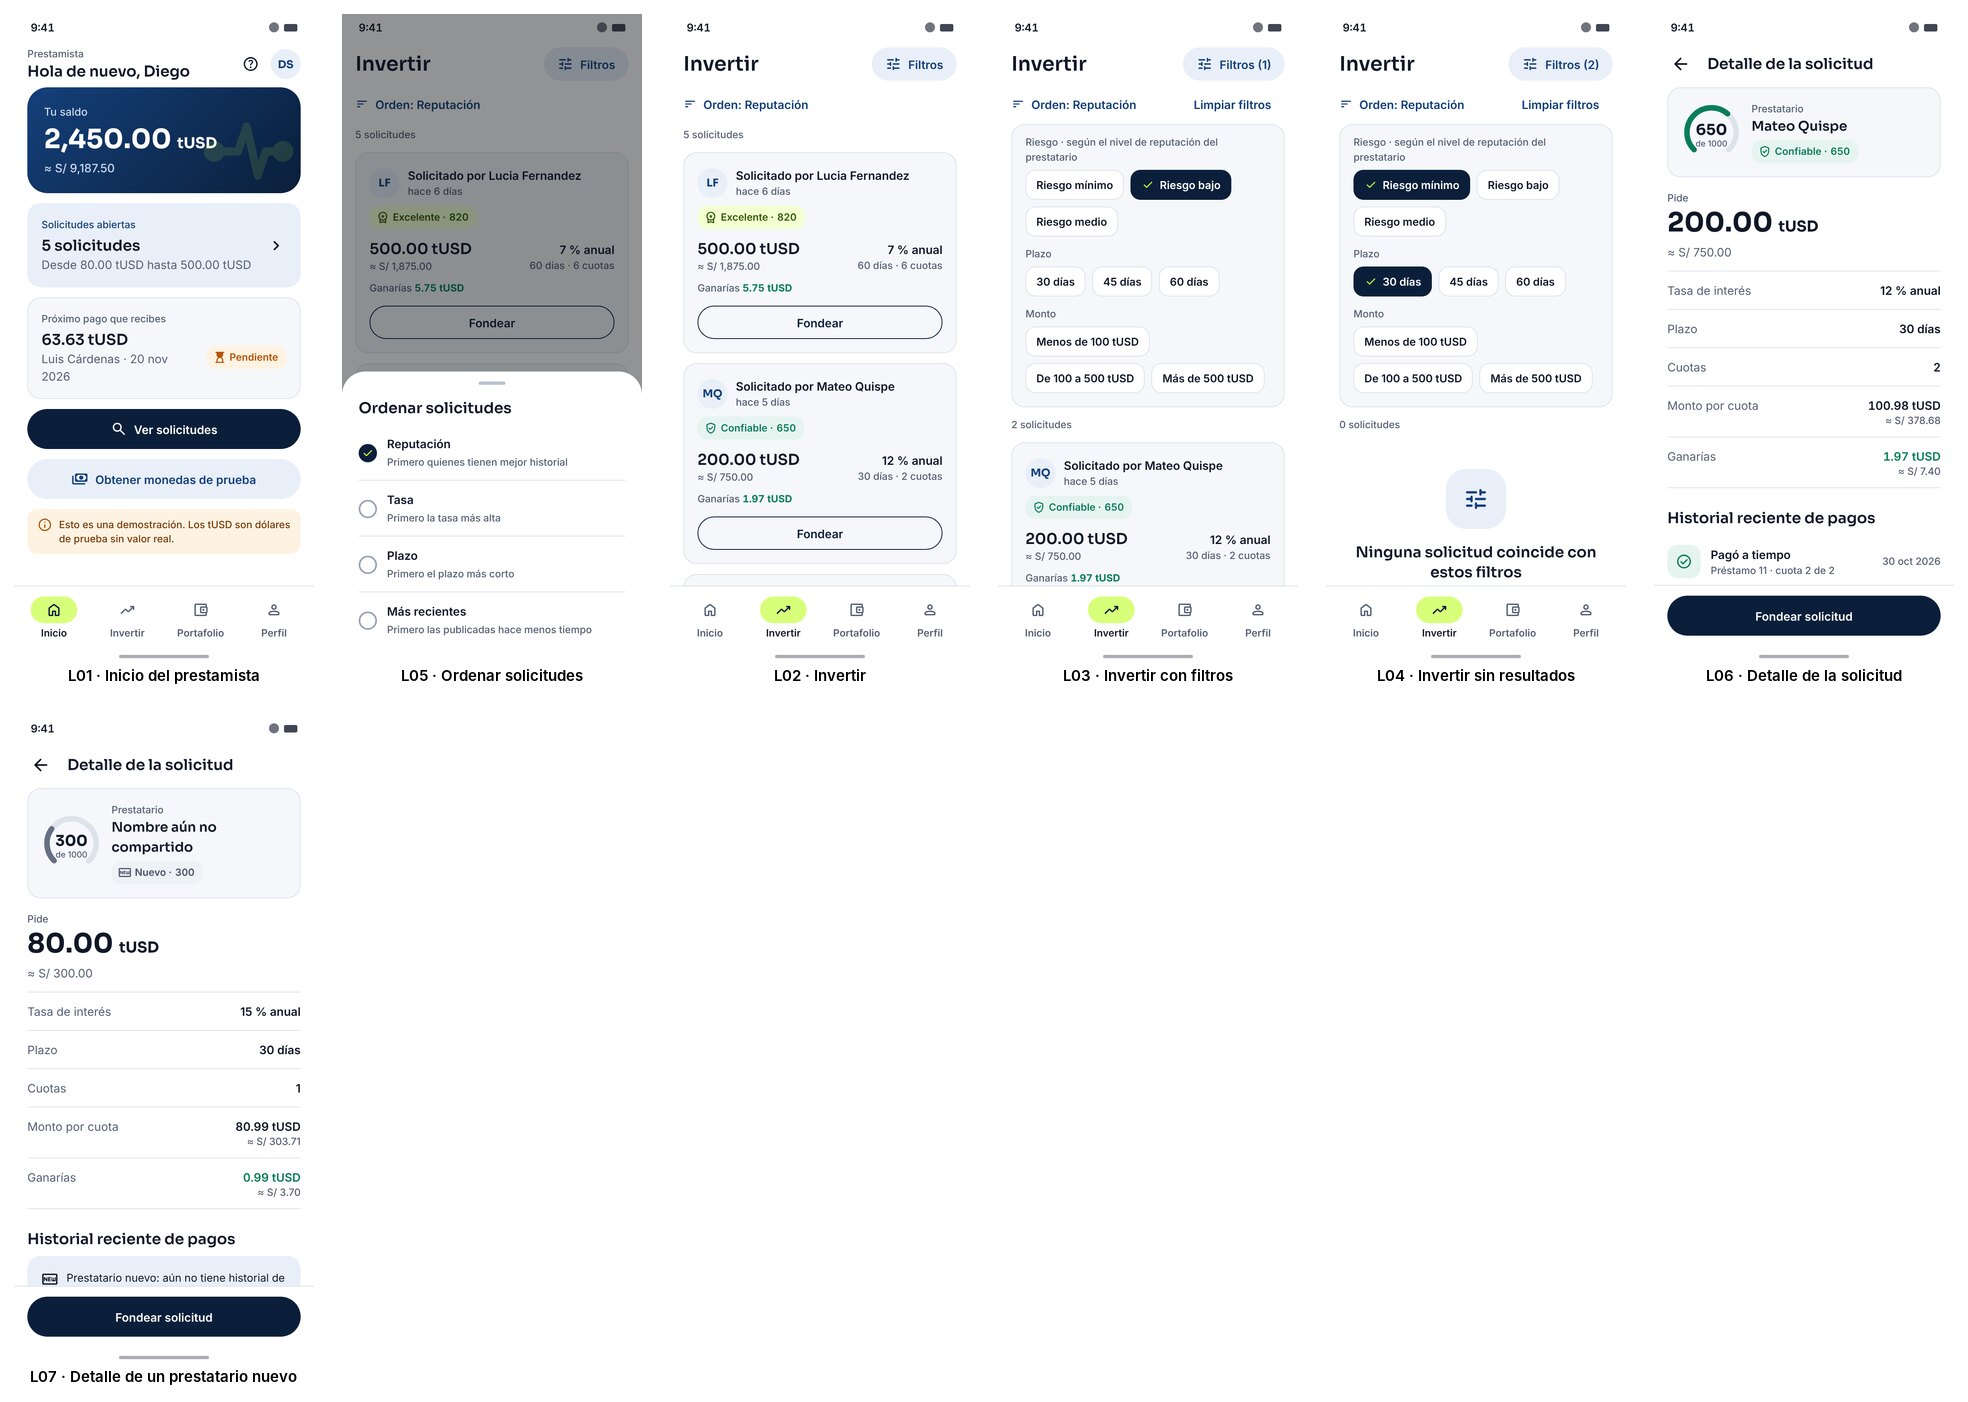 9:41
Prestamista
Hola de nuevo, Diego
DS
Tu saldo
2,450.00 tUSD
≈ S/ 9,187.50
Solicitudes abiertas
5 solicitudes
Desde 80.00 tUSD hasta 500.00 tUSD
Próximo pago que recibes
63.63 tUSD
Luis Cárdenas · 20 nov
2026
Pendiente
Ver solicitudes
Obtener monedas de prueba
Esto es una demostración. Los tUSD son dólares
de prueba sin valor real.
Inicio
Invertir
Portafolio
Perfil
L01 · Inicio del prestamista
9:41
Invertir
Filtros
Orden: Reputación
5 solicitudes
LF
Solicitado por Lucia Fernandez
hace 6 días
Excelente · 820
500.00 tUSD
7 % anual
≈ S/ 1,875.00
60 días · 6 cuotas
Ganarías 5.75 tUSD
Fondear
Ordenar solicitudes
Reputación
Primero quienes tienen mejor historial
Tasa
Primero la tasa más alta
Plazo
Primero el plazo más corto
Más recientes
Primero las publicadas hace menos tiempo
L05 · Ordenar solicitudes
9:41
Invertir
Filtros
Orden: Reputación
5 solicitudes
LF
Solicitado por Lucia Fernandez
hace 6 días
Excelente · 820
500.00 tUSD
7 % anual
≈ S/ 1,875.00
60 días · 6 cuotas
Ganarías 5.75 tUSD
Fondear
MQ
Solicitado por Mateo Quispe
hace 5 días
Confiable · 650
200.00 tUSD
12 % anual
≈ S/ 750.00
30 días · 2 cuotas
Ganarías 1.97 tUSD
Fondear
Inicio
Invertir
Portafolio
Perfil
L02 · Invertir
9:41
Invertir
Filtros (1)
Orden: Reputación
Limpiar filtros
Riesgo · según el nivel de reputación del
prestatario
Riesgo mínimo
Riesgo bajo
Riesgo medio
Plazo
30 días
45 días
60 días
Monto
Menos de 100 tUSD
De 100 a 500 tUSD
Más de 500 tUSD
2 solicitudes
MQ
Solicitado por Mateo Quispe
hace 5 días
Confiable · 650
200.00 tUSD
12 % anual
≈ S/ 750.00
30 días · 2 cuotas
Ganarías 1.97 tUSD
Inicio
Invertir
Portafolio
Perfil
L03 · Invertir con filtros
9:41
Invertir
Filtros (2)
Orden: Reputación
Limpiar filtros
Riesgo · según el nivel de reputación del
prestatario
Riesgo mínimo
Riesgo bajo
Riesgo medio
Plazo
30 días
45 días
60 días
Monto
Menos de 100 tUSD
De 100 a 500 tUSD
Más de 500 tUSD
0 solicitudes
Ninguna solicitud coincide con
estos filtros
Inicio
Invertir
Portafolio
Perfil
L04 · Invertir sin resultados
9:41
Detalle de la solicitud
650
de 1000
Prestatario
Mateo Quispe
Confiable · 650
Pide
200.00 tUSD
≈ S/ 750.00
Tasa de interés
12 % anual
Plazo
30 días
Cuotas
2
Monto por cuota
100.98 tUSD
≈ S/ 378.68
Ganarías
1.97 tUSD
≈ S/ 7.40
Historial reciente de pagos
Pagó a tiempo
Préstamo 11 · cuota 2 de 2
30 oct 2026
Fondear solicitud
L06 · Detalle de la solicitud
9:41
Detalle de la solicitud
300
de 1000
Prestatario
Nombre aún no
compartido
NEW
Nuevo · 300
Pide
80.00 tUSD
≈ S/ 300.00
Tasa de interés
15 % anual
Plazo
30 días
Cuotas
1
Monto por cuota
80.99 tUSD
≈ S/ 303.71
Ganarías
0.99 tUSD
≈ S/ 3.70
Historial reciente de pagos
NEW
Prestatario nuevo: aún no tiene historial de
Fondear solicitud
L07 · Detalle de un prestatario nuevo